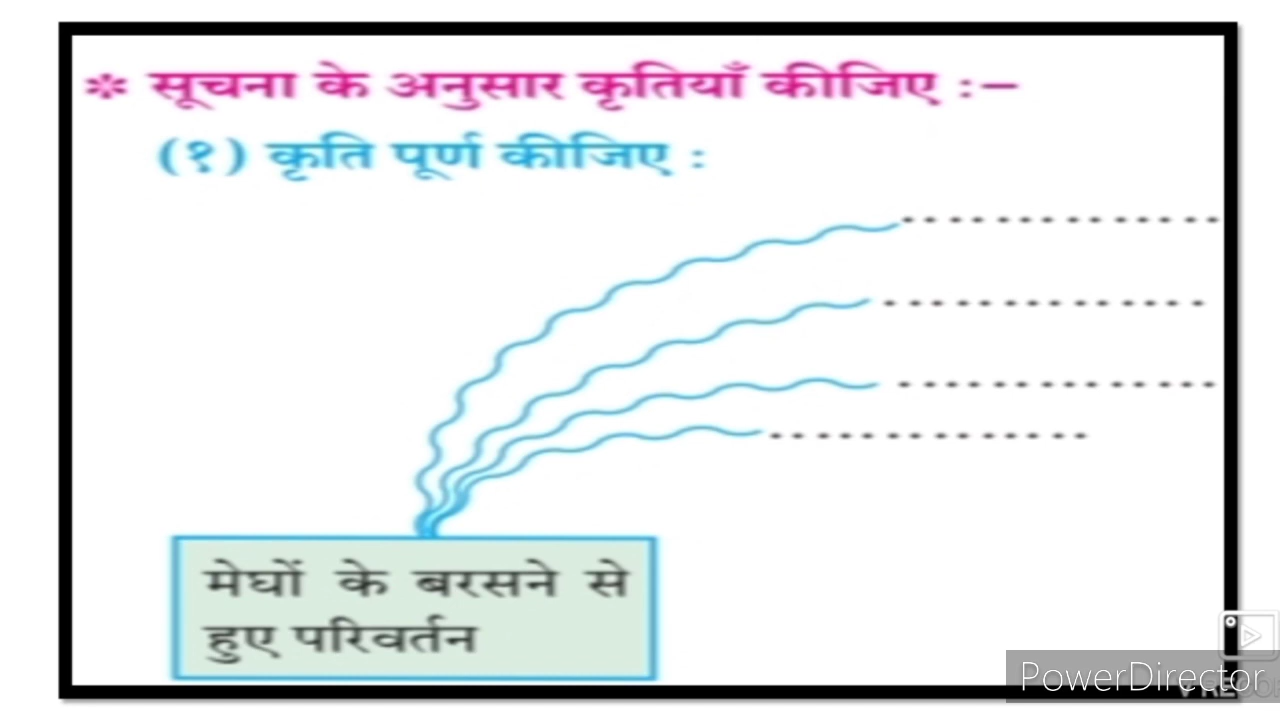 * सूचना के अनुसार कृतियाँ कीजिए :-
(१) कृति पूर्ण कीजिए :
....................
....................
....................
....................
मेघों के बरसने से
हुए परिवर्तन
PowerDirector